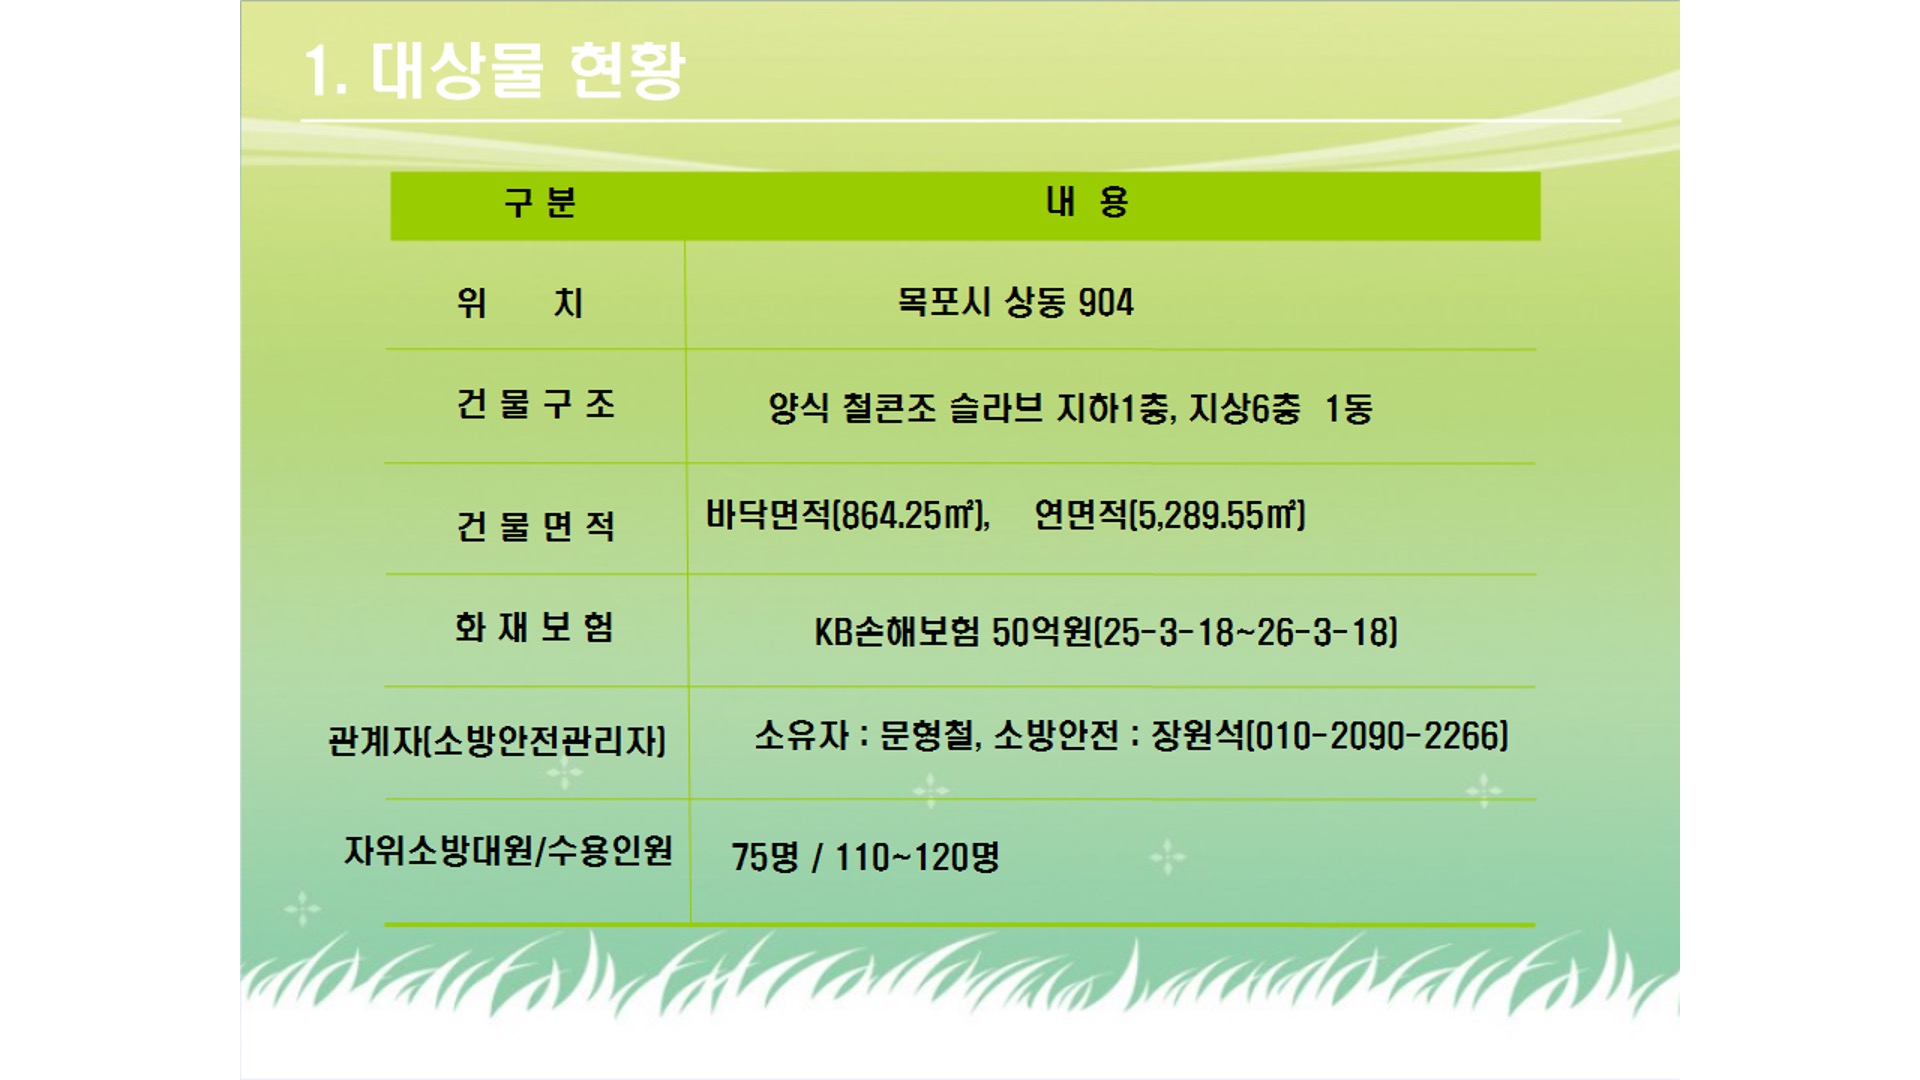 1. 대상물 현황
구 분 내 용
위 치 목포시 상동 904
건 물 구 조 양식 철콘조 슬라브 지하1층, 지상6층 1동
건 물 면 적 바닥면적(864.25㎡), 연면적(5,289.55㎡)
화 재 보 험 KB손해보험 50억원(25-3-18~26-3-18)
관계자(소방안전관리자) 소유자 : 문형철, 소방안전 : 장원석(010-2090-2266)
자위소방대원/수용인원 75명 / 110~120명